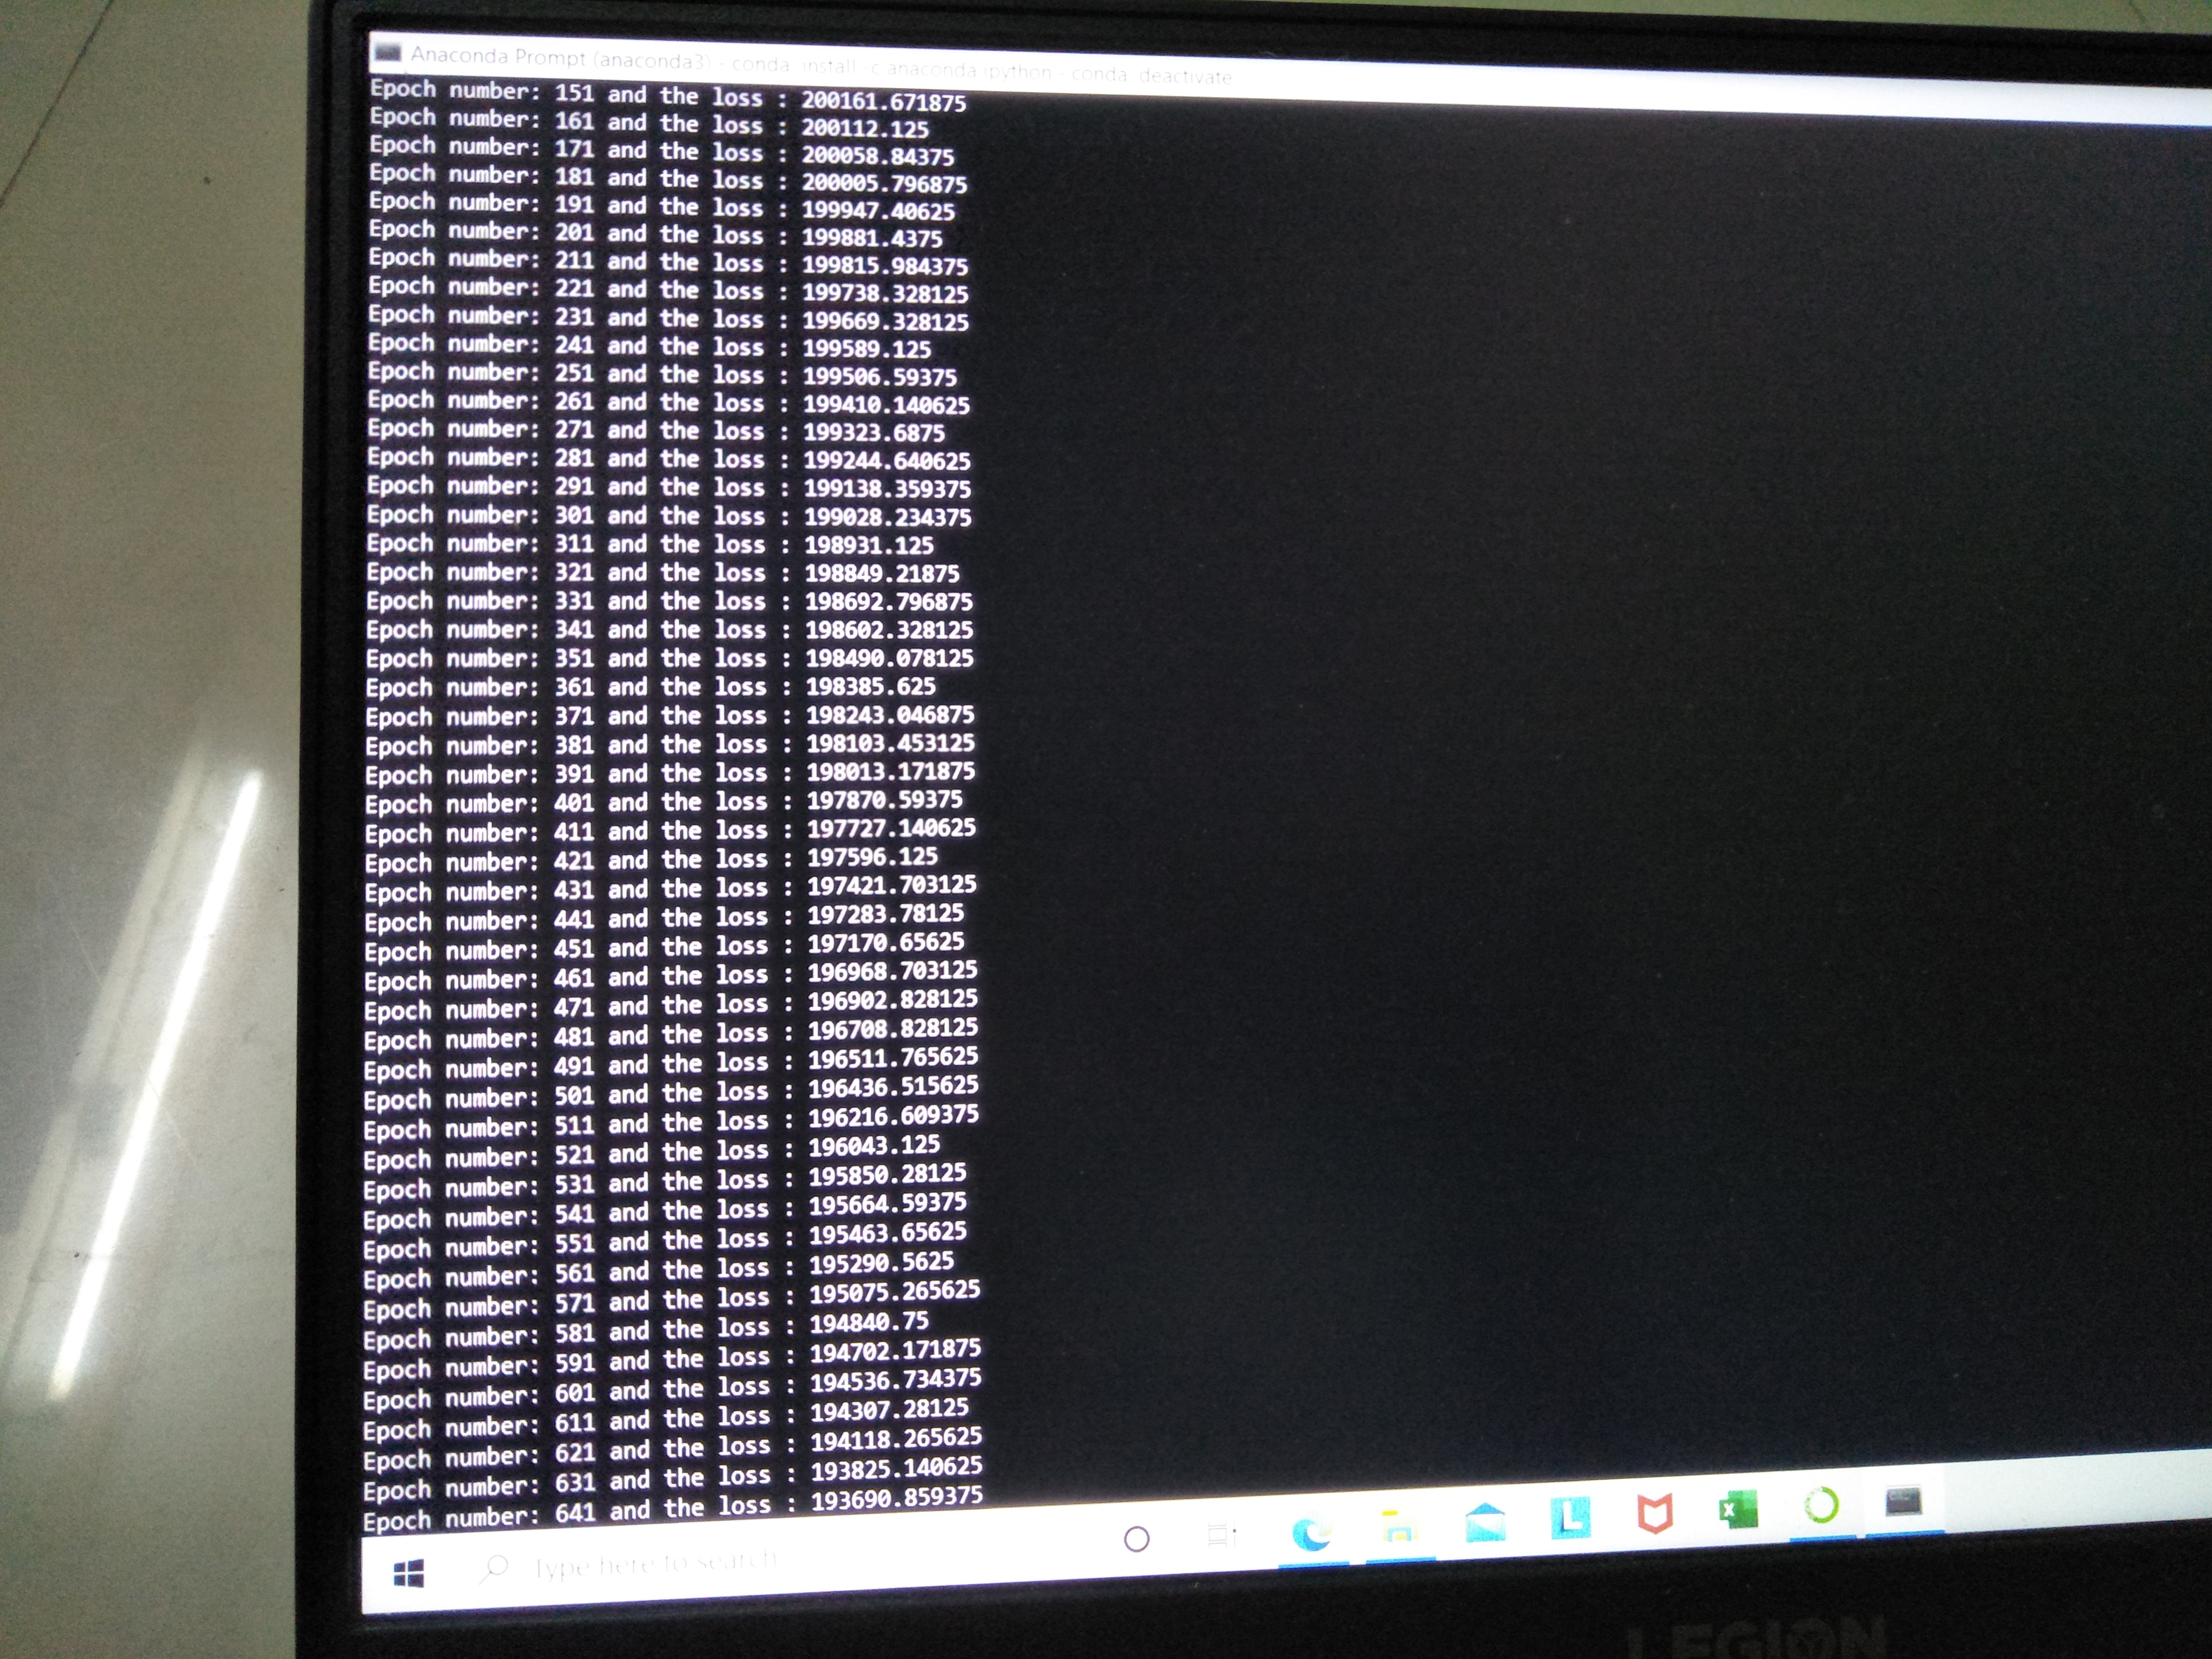 Anaconda Prompt (anaconda3) - conda install -c anaconda ipython - conda deactivate
Epoch number: 151 and the loss : 200161.671875
Epoch number: 161 and the loss : 200112.125
Epoch number: 171 and the loss : 200058.84375
Epoch number: 181 and the loss : 200005.796875
Epoch number: 191 and the loss : 199947.40625
Epoch number: 201 and the loss : 199881.4375
Epoch number: 211 and the loss : 199815.984375
Epoch number: 221 and the loss : 199738.328125
Epoch number: 231 and the loss : 199669.328125
Epoch number: 241 and the loss : 199589.125
Epoch number: 251 and the loss : 199506.59375
Epoch number: 261 and the loss : 199410.140625
Epoch number: 271 and the loss : 199323.6875
Epoch number: 281 and the loss : 199244.640625
Epoch number: 291 and the loss : 199138.359375
Epoch number: 301 and the loss : 199028.234375
Epoch number: 311 and the loss : 198931.125
Epoch number: 321 and the loss : 198849.21875
Epoch number: 331 and the loss : 198692.796875
Epoch number: 341 and the loss : 198602.328125
Epoch number: 351 and the loss : 198490.078125
Epoch number: 361 and the loss : 198385.625
Epoch number: 371 and the loss : 198243.046875
Epoch number: 381 and the loss : 198103.453125
Epoch number: 391 and the loss : 198013.171875
Epoch number: 401 and the loss : 197870.59375
Epoch number: 411 and the loss : 197727.140625
Epoch number: 421 and the loss : 197596.125
Epoch number: 431 and the loss : 197421.703125
Epoch number: 441 and the loss : 197283.78125
Epoch number: 451 and the loss : 197170.65625
Epoch number: 461 and the loss : 196968.703125
Epoch number: 471 and the loss : 196902.828125
Epoch number: 481 and the loss : 196708.828125
Epoch number: 491 and the loss : 196511.765625
Epoch number: 501 and the loss : 196436.515625
Epoch number: 511 and the loss : 196216.609375
Epoch number: 521 and the loss : 196043.125
Epoch number: 531 and the loss : 195850.28125
Epoch number: 541 and the loss : 195664.59375
Epoch number: 551 and the loss : 195463.65625
Epoch number: 561 and the loss : 195290.5625
Epoch number: 571 and the loss : 195075.265625
Epoch number: 581 and the loss : 194840.75
Epoch number: 591 and the loss : 194702.171875
Epoch number: 601 and the loss : 194536.734375
Epoch number: 611 and the loss : 194307.28125
Epoch number: 621 and the loss : 194118.265625
Epoch number: 631 and the loss : 193825.140625
Epoch number: 641 and the loss : 193690.859375
Type here to search
LEGION